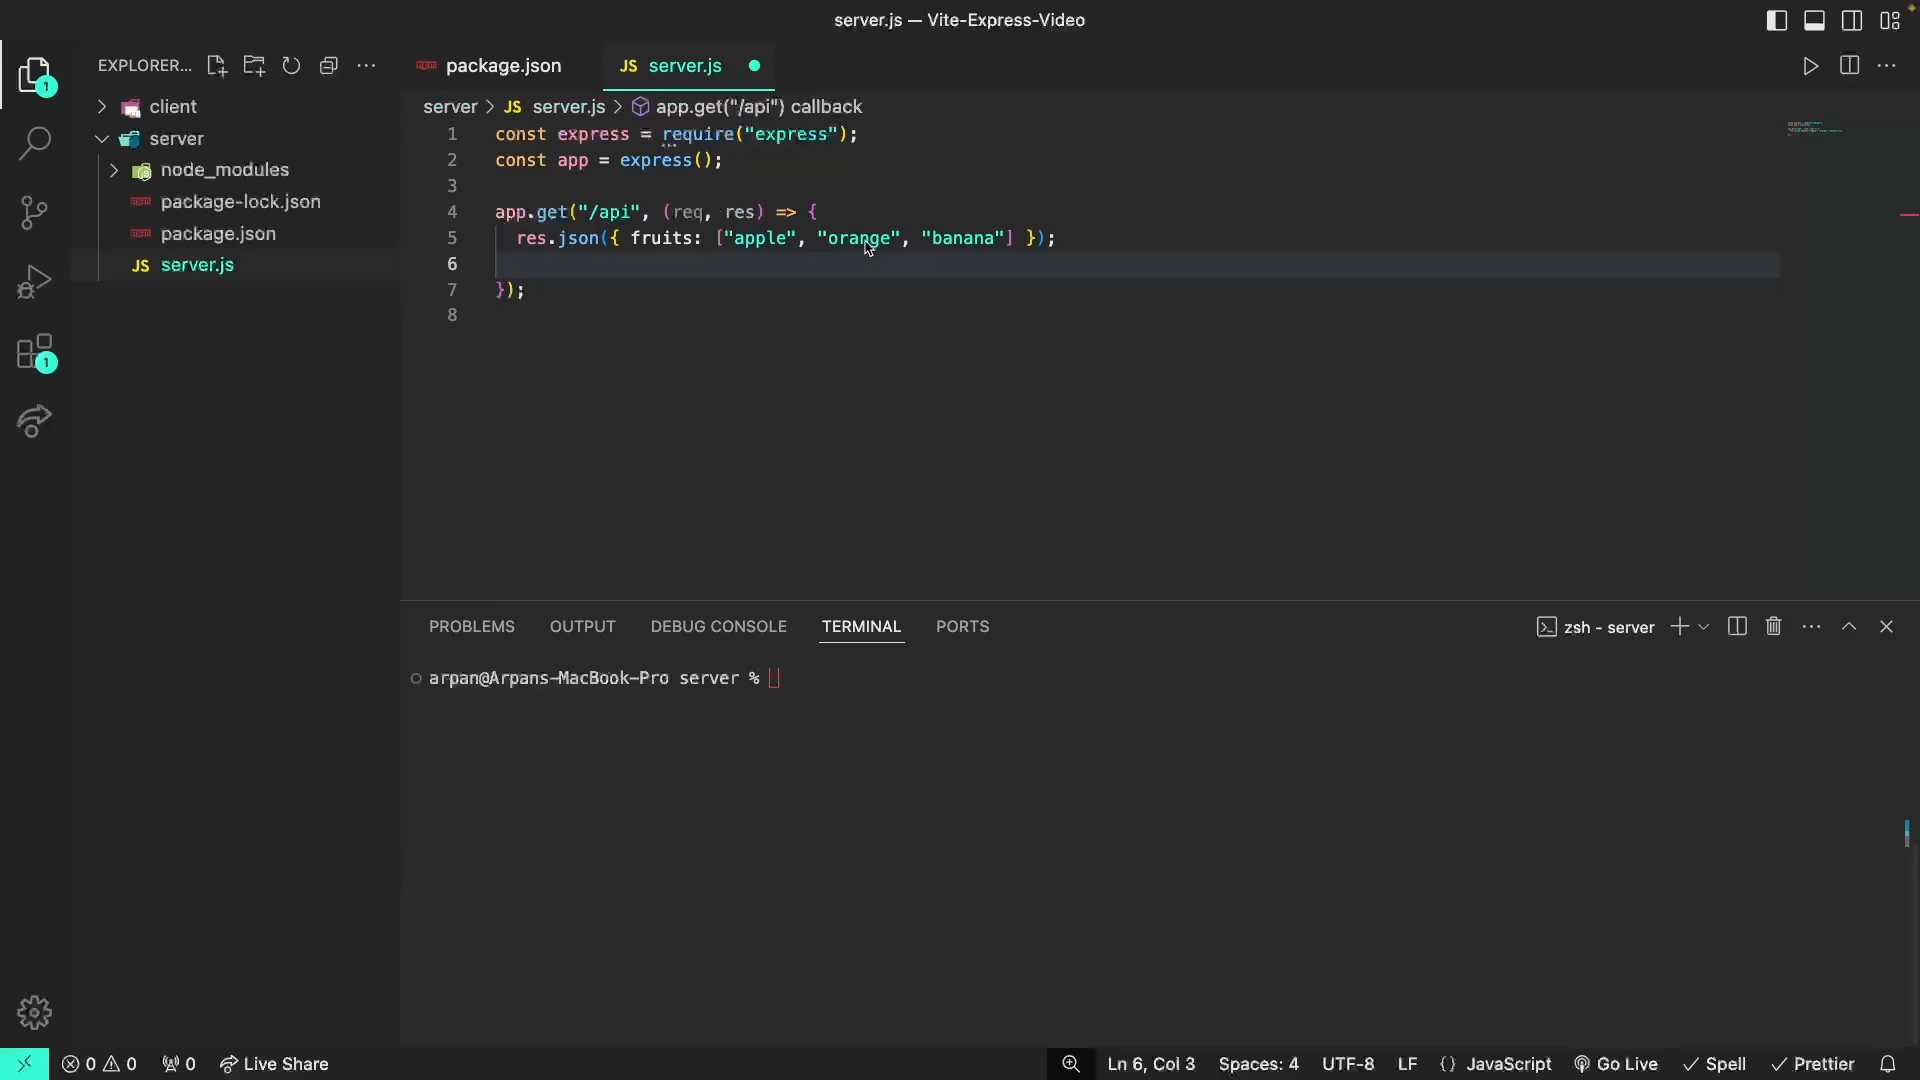 server.js — Vite-Express-Video
EXPLORER...
package.json
JS server.js
1
client
server
node_modules
package-lock.json
package.json
JS server.js
1
server > JS server.js > app.get("/api") callback
1 const express = require("express");
2 const app = express();
3
4 app.get("/api", (req, res) => {
5 res.json({ fruits: ["apple", "orange", "banana"] });
6
7 });
8
PROBLEMS OUTPUT DEBUG CONSOLE TERMINAL PORTS
zsh - server
arpan@Arpans-MacBook-Pro server %
0 0 0 Live Share
Ln 6, Col 3 Spaces: 4 UTF-8 LF {} JavaScript Go Live Spell Prettier